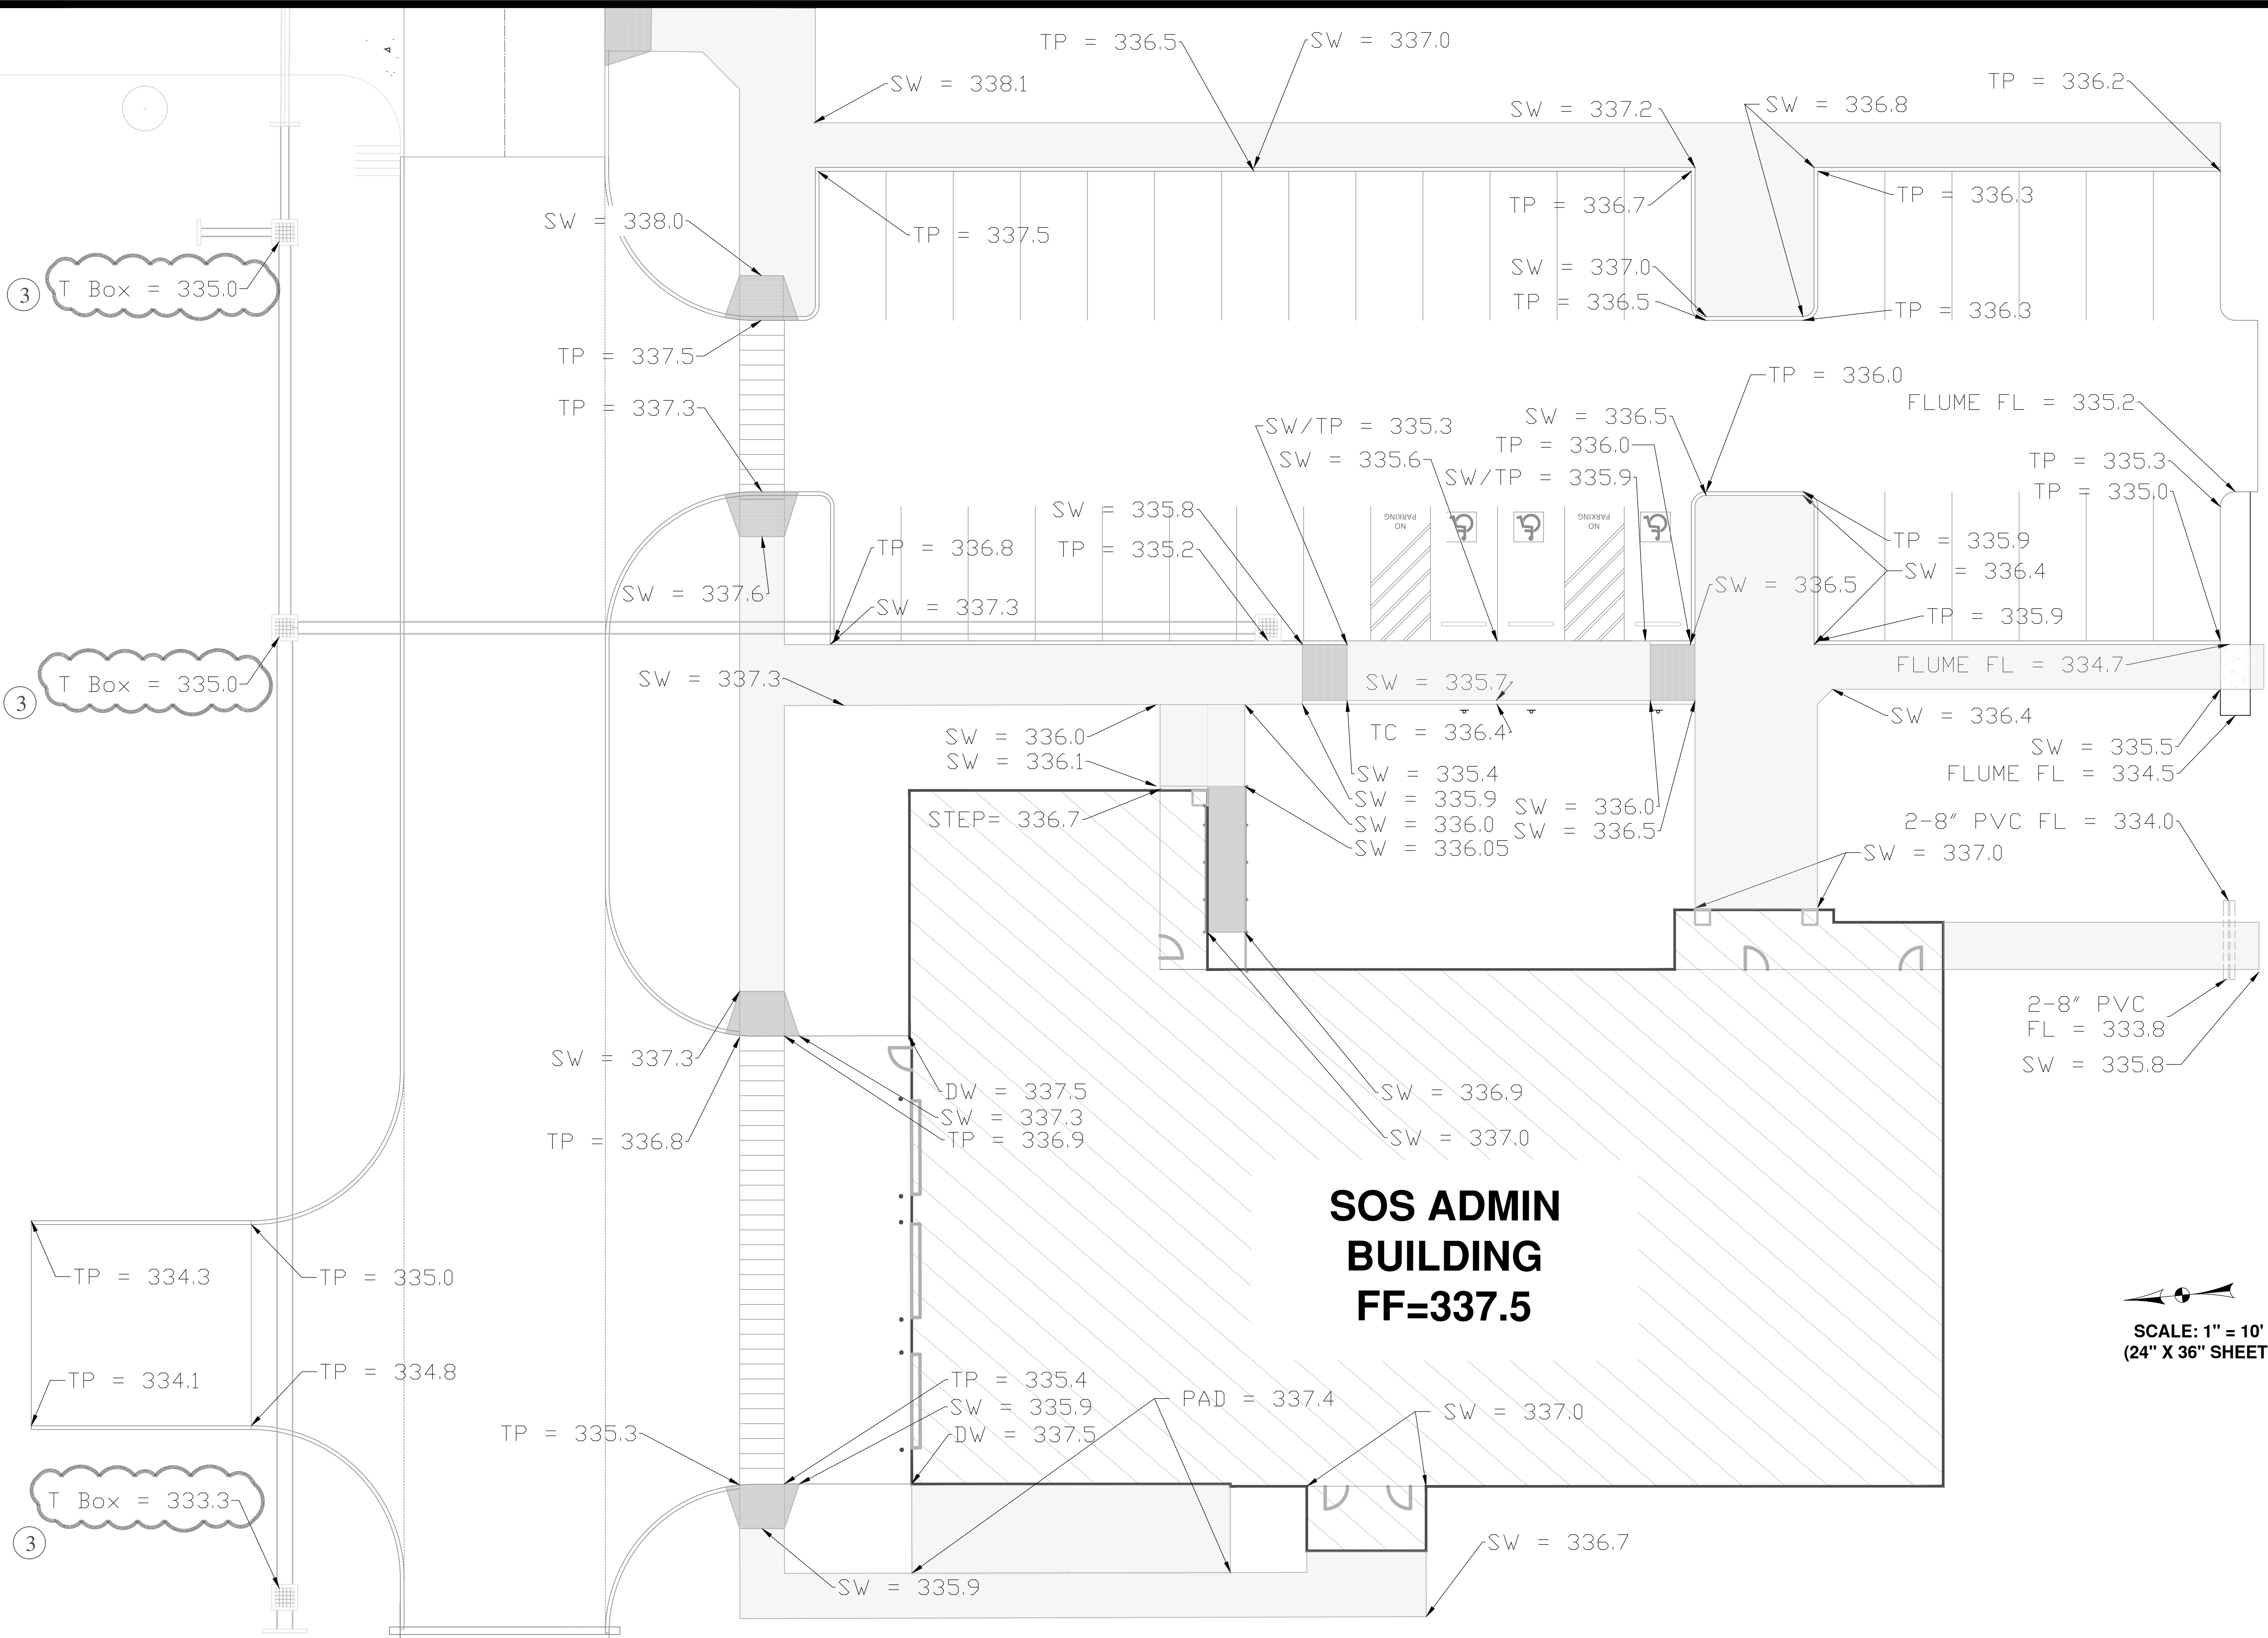 TP = 336.5
SW = 337.0
SW = 338.1
TP = 336.2
SW = 337.2
SW = 336.8
TP = 336.7
TP = 336.3
SW = 338.0
TP = 337.5
SW = 337.0
TP = 336.5
TP = 336.3
T Box = 335.0
3
TP = 337.5
TP = 336.0
TP = 337.3
FLUME FL = 335.2
SW/TP = 335.3
SW = 336.5
SW = 335.6
TP = 336.0
SW/TP = 335.9
TP = 335.3
TP = 335.0
SW = 335.8
TP = 335.2
NO
PARKING
NO
PARKING
TP = 336.8
TP = 335.9
SW = 336.4
SW = 337.6
SW = 337.3
SW = 336.5
TP = 335.9
T Box = 335.0
3
SW = 337.3
SW = 335.7
FLUME FL = 334.7
TC = 336.4
SW = 336.4
SW = 336.0
SW = 336.1
SW = 335.5
FLUME FL = 334.5
SW = 335.4
SW = 335.9
SW = 336.0
SW = 336.05
SW = 336.0
SW = 336.5
STEP= 336.7
2-8" PVC FL = 334.0
SW = 337.0
2-8" PVC
FL = 333.8
SW = 335.8
SW = 337.3
DW = 337.5
SW = 337.3
TP = 336.9
SW = 336.9
SW = 337.0
TP = 336.8
SOS ADMIN
BUILDING
FF=337.5
TP = 334.3
TP = 335.0
SCALE: 1" = 10'
(24" X 36" SHEET
TP = 334.1
TP = 334.8
TP = 335.4
SW = 335.9
DW = 337.5
PAD = 337.4
SW = 337.0
TP = 335.3
T Box = 333.3
3
SW = 336.7
SW = 335.9